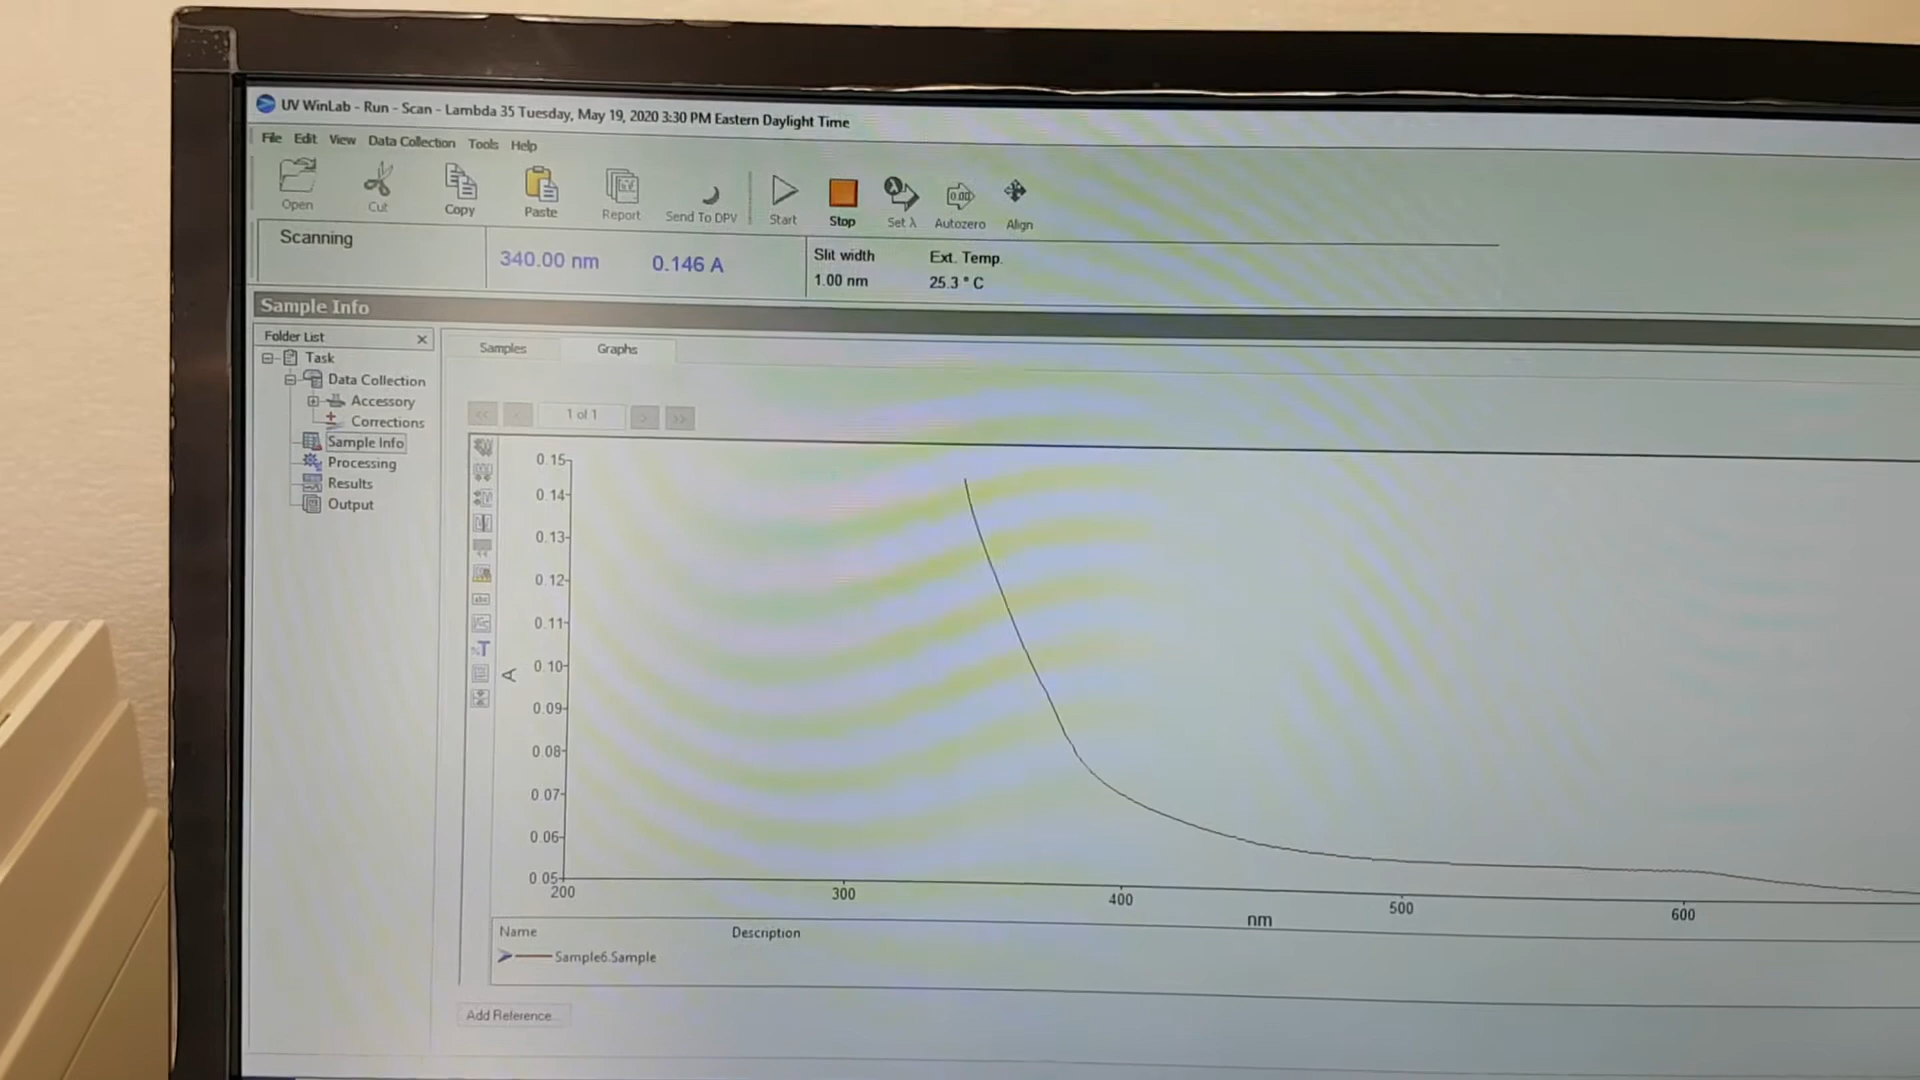 UV WinLab - Run - Scan - Lambda 35 Tuesday, May 19, 2020 3:30 PM Eastern Daylight Time
File Edit View Data Collection Tools Help
Open Cut Copy Paste Report Send To DPV Start Stop Set λ Autozero Align
Scanning
340.00 nm 0.146 A
Slit width Ext. Temp.
1.00 nm 25.3 ° C
Sample Info
Folder List
Task
Data Collection
Accessory
Corrections
Sample Info
Processing
Results
Output
Samples Graphs
1 of 1
0.15
0.14
0.13
0.12
0.11
0.10
0.09
0.08
0.07
0.06
0.05
A
%T
abc
200 300 400 500 600
nm
Name Description
Sample6.Sample
Add Reference...